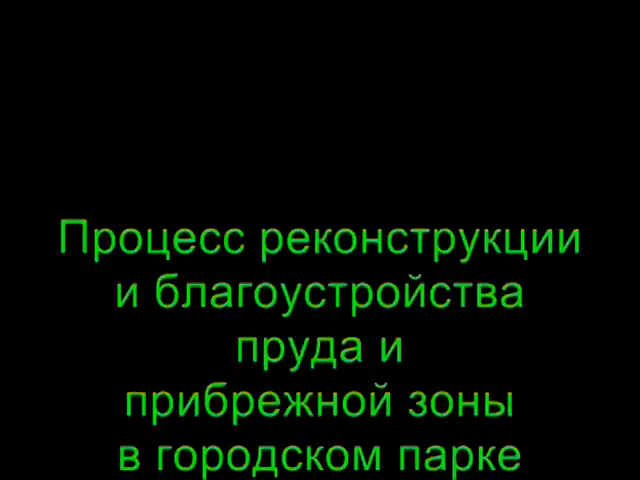 Процесс реконструкции
и благоустройства
пруда и
прибрежной зоны
в городском парке